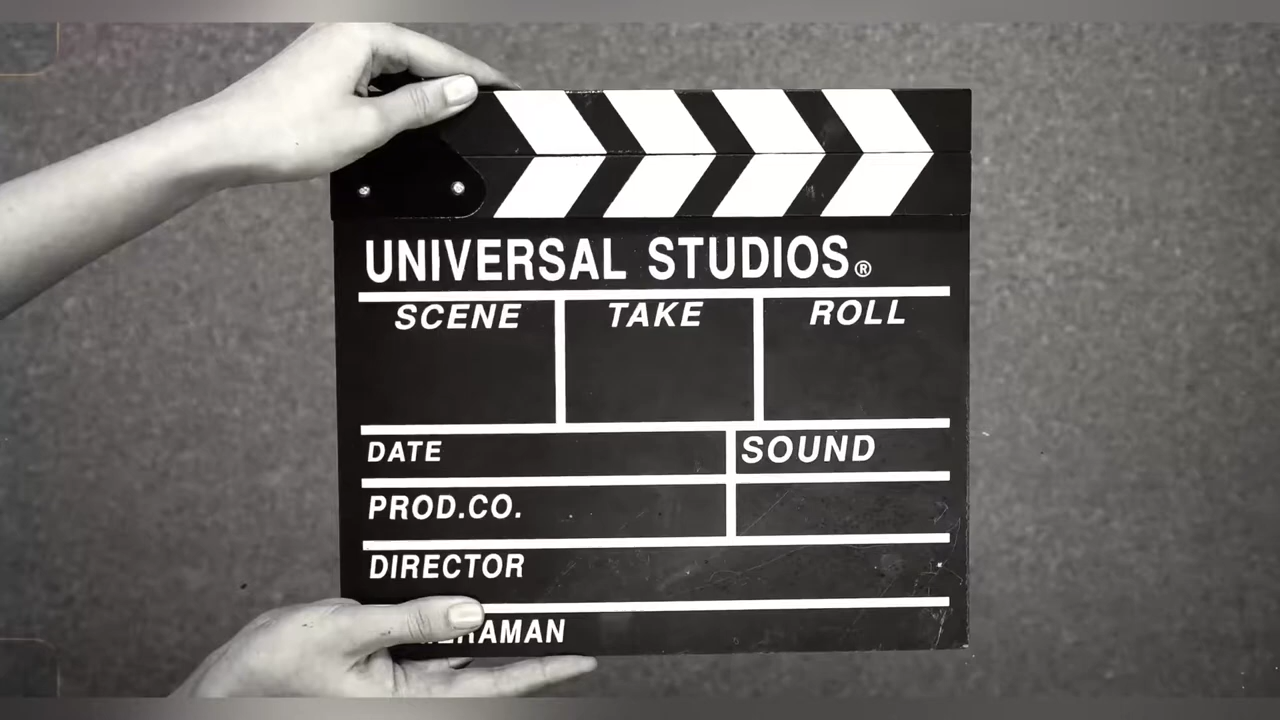 UNIVERSAL STUDIOS®
SCENE TAKE ROLL
DATE SOUND
PROD.CO.
DIRECTOR